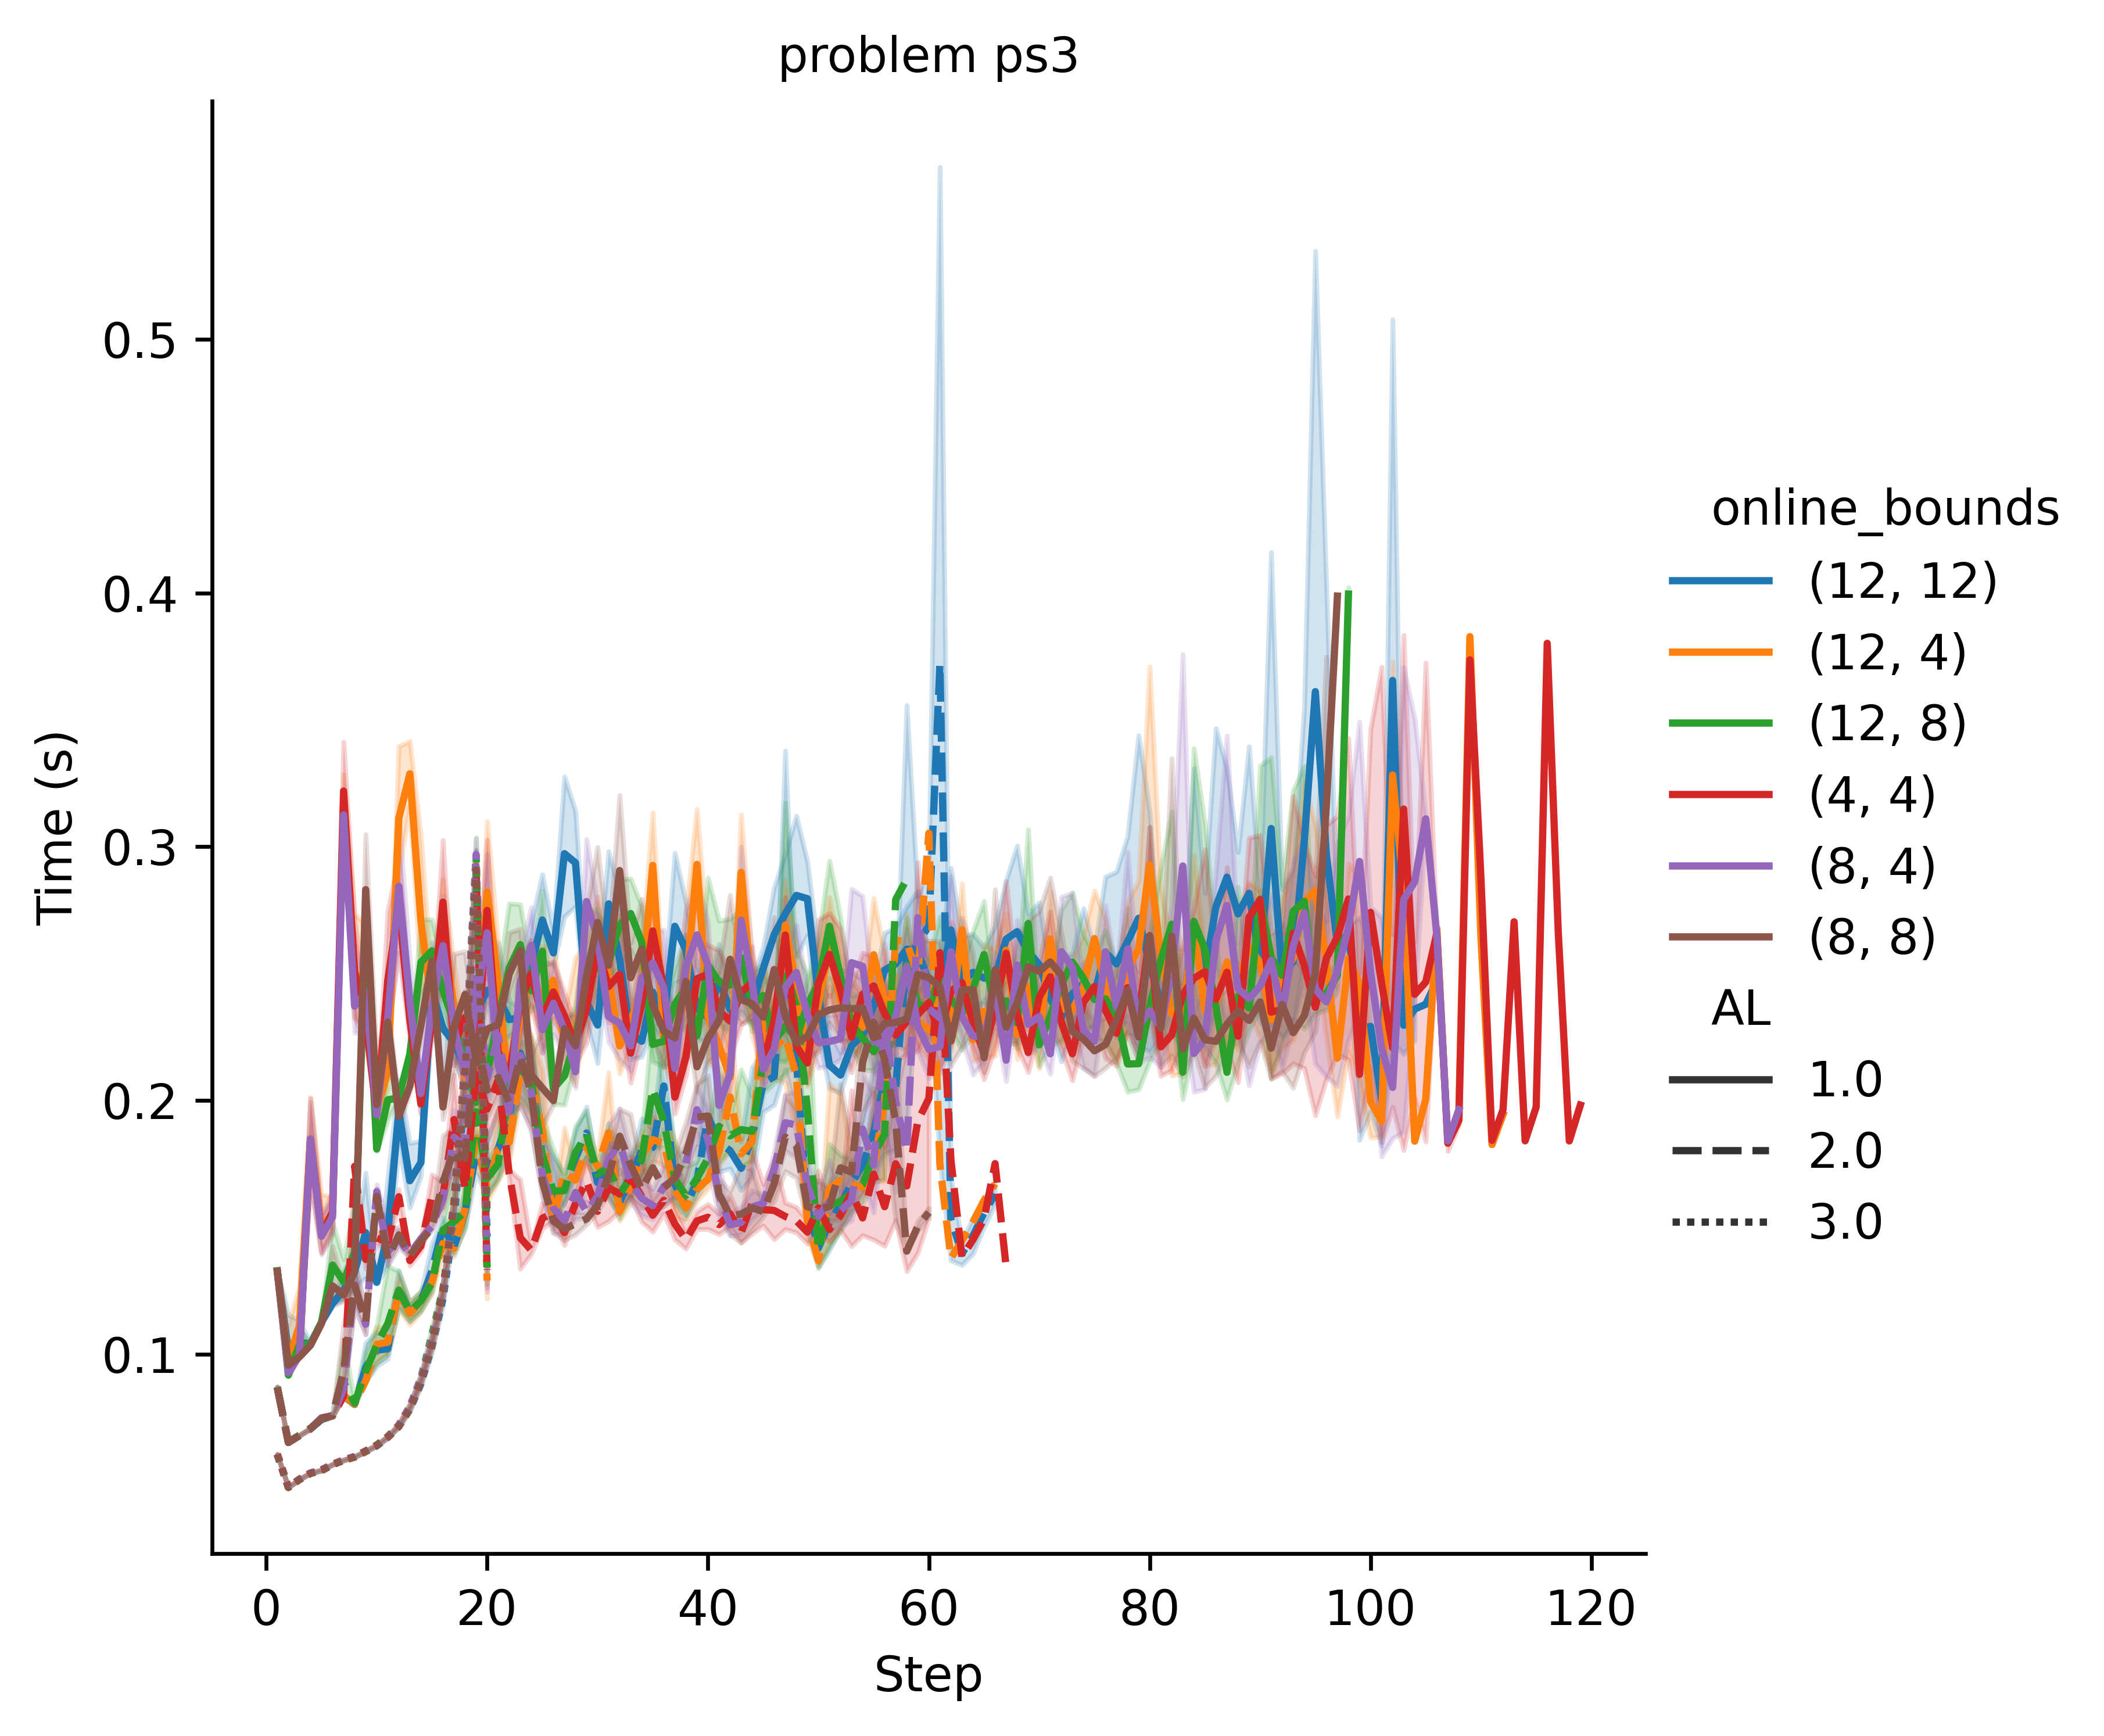 problem ps3
Time (s)
0.5
0.4
0.3
0.2
0.1
0 20 40 60 80 100 120
Step
online_bounds
(12, 12)
(12, 4)
(12, 8)
(4, 4)
(8, 4)
(8, 8)
AL
1.0
2.0
3.0